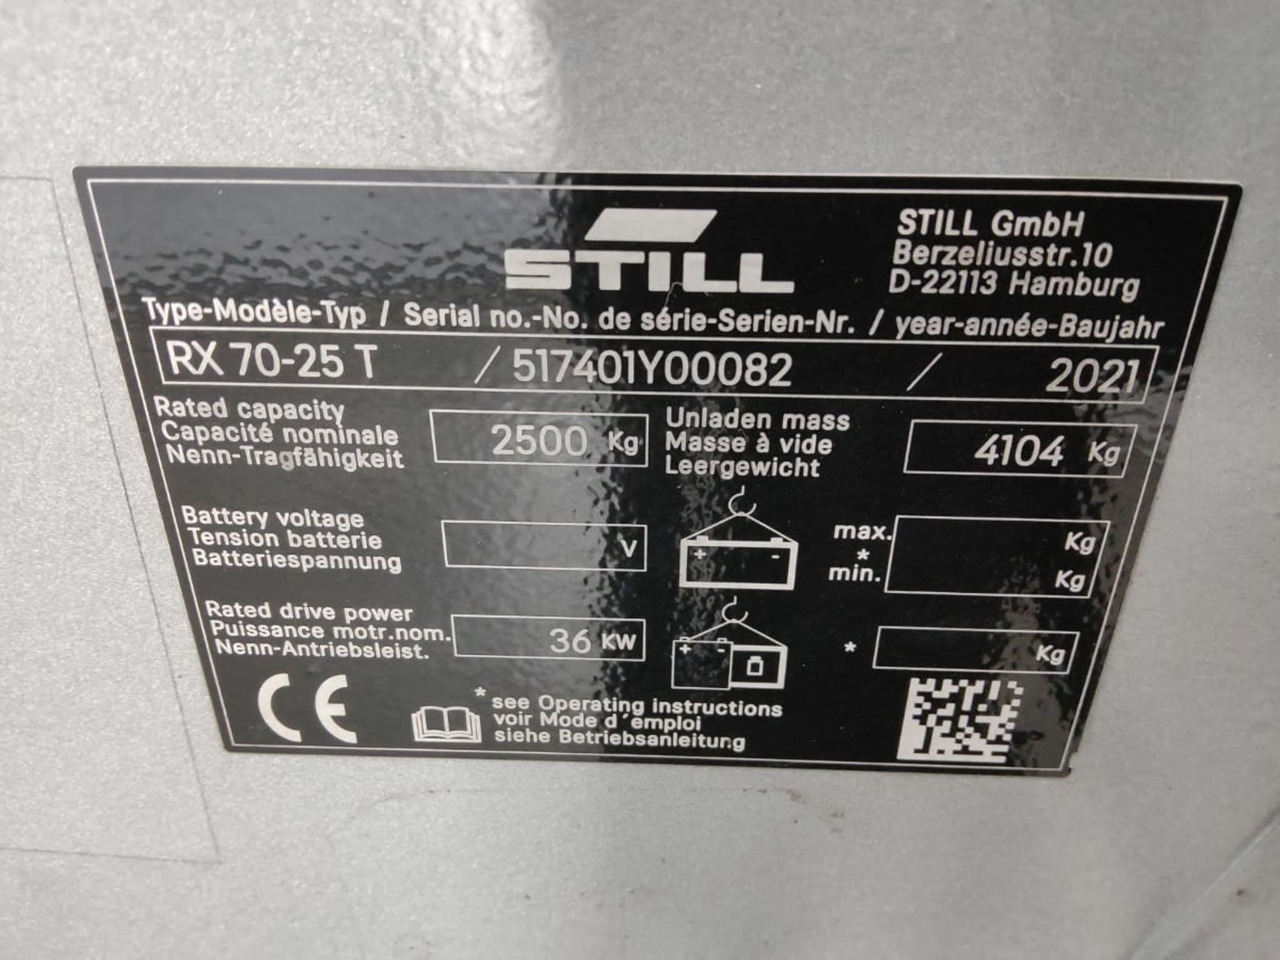 STILL
STILL GmbH
Berzeliusstr.10
D-22113 Hamburg
Type-Modèle-Typ / Serial no.-No. de série-Serien-Nr. / year-année-Baujahr
RX 70-25 T / 517401Y00082 / 2021
Rated capacity
Capacité nominale
Nenn-Tragfähigkeit
2500 Kg
Unladen mass
Masse à vide
Leergewicht
4104 Kg
Battery voltage
Tension batterie
Batteriespannung
V
+ -
max. Kg
*
min. Kg
Rated drive power
Puissance motr.nom.
Nenn-Antriebsleist.
36 KW
+ -
* Kg
CE
* see Operating instructions
voir Mode d'emploi
siehe Betriebsanleitung